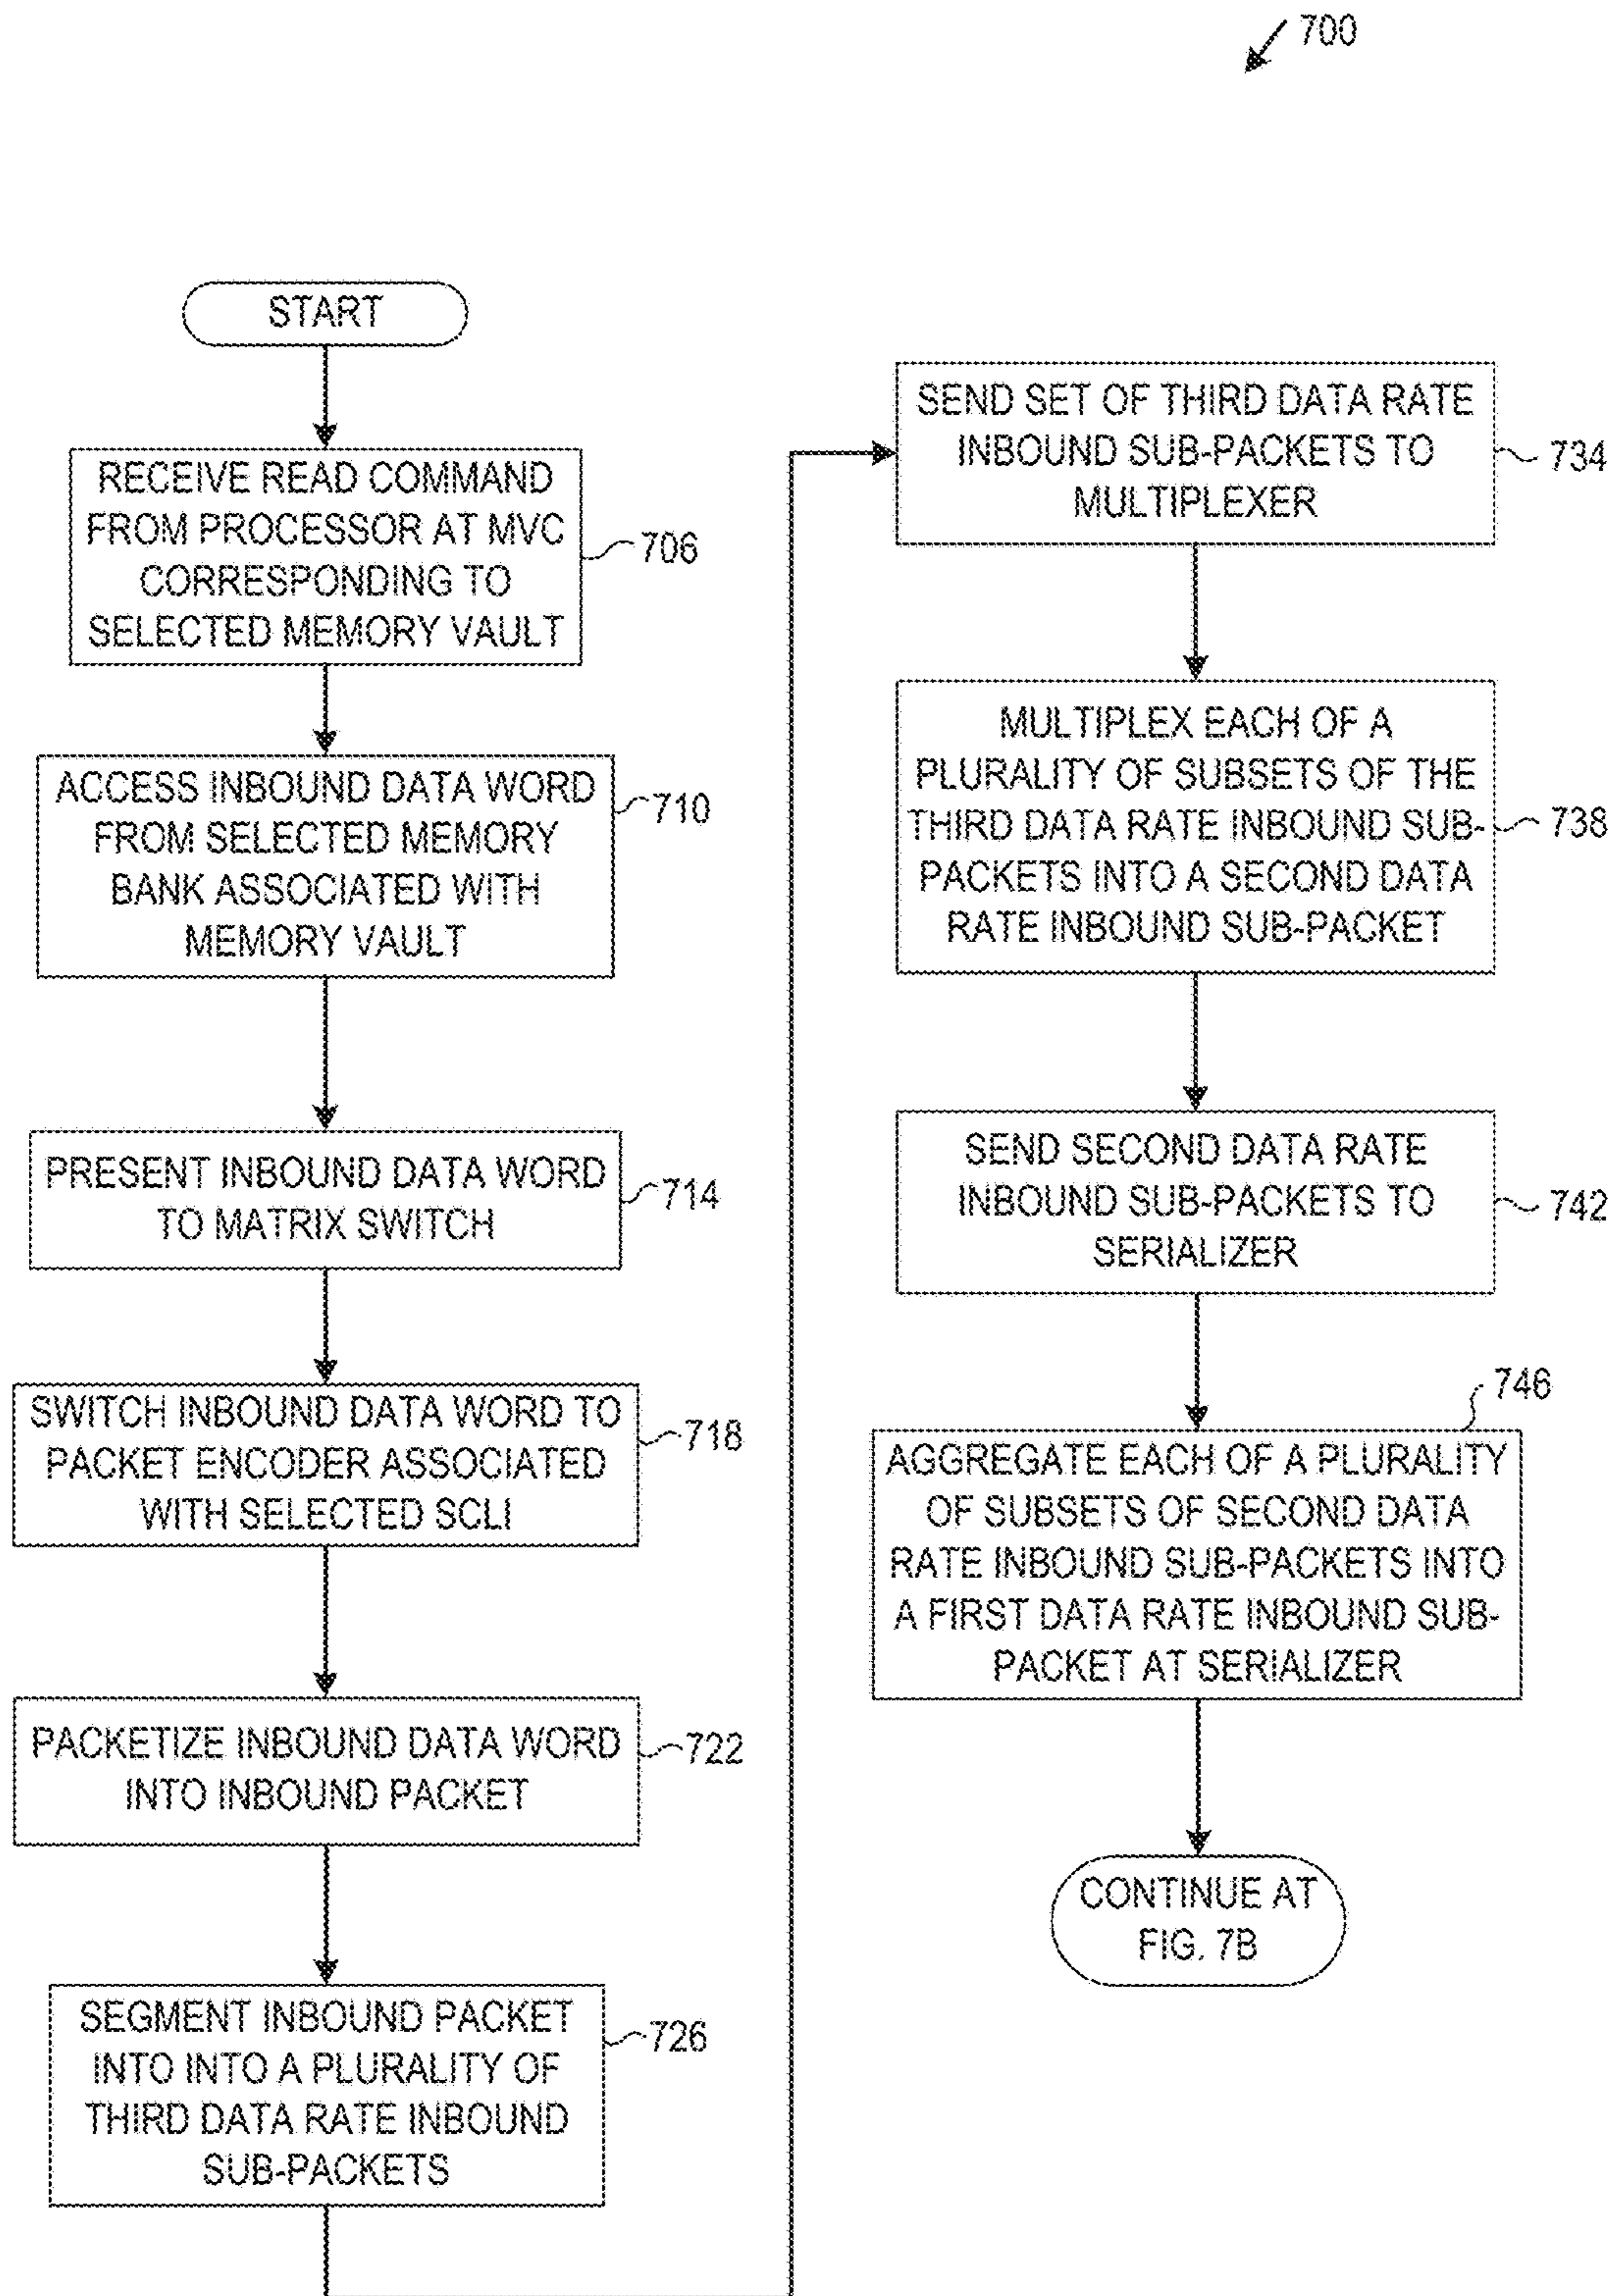 700
START
RECEIVE READ COMMAND
FROM PROCESSOR AT MVC
CORRESPONDING TO
SELECTED MEMORY VAULT
706
ACCESS INBOUND DATA WORD
FROM SELECTED MEMORY
BANK ASSOCIATED WITH
MEMORY VAULT
710
PRESENT INBOUND DATA WORD
TO MATRIX SWITCH
714
SWITCH INBOUND DATA WORD TO
PACKET ENCODER ASSOCIATED
WITH SELECTED SCLI
718
PACKETIZE INBOUND DATA WORD
INTO INBOUND PACKET
722
SEGMENT INBOUND PACKET
INTO INTO A PLURALITY OF
THIRD DATA RATE INBOUND
SUB-PACKETS
726
SEND SET OF THIRD DATA RATE
INBOUND SUB-PACKETS TO
MULTIPLEXER
734
MULTIPLEX EACH OF A
PLURALITY OF SUBSETS OF THE
THIRD DATA RATE INBOUND SUB-
PACKETS INTO A SECOND DATA
RATE INBOUND SUB-PACKET
738
SEND SECOND DATA RATE
INBOUND SUB-PACKETS TO
SERIALIZER
742
746
AGGREGATE EACH OF A PLURALITY
OF SUBSETS OF SECOND DATA
RATE INBOUND SUB-PACKETS INTO
A FIRST DATA RATE INBOUND SUB-
PACKET AT SERIALIZER
CONTINUE AT
FIG. 7B